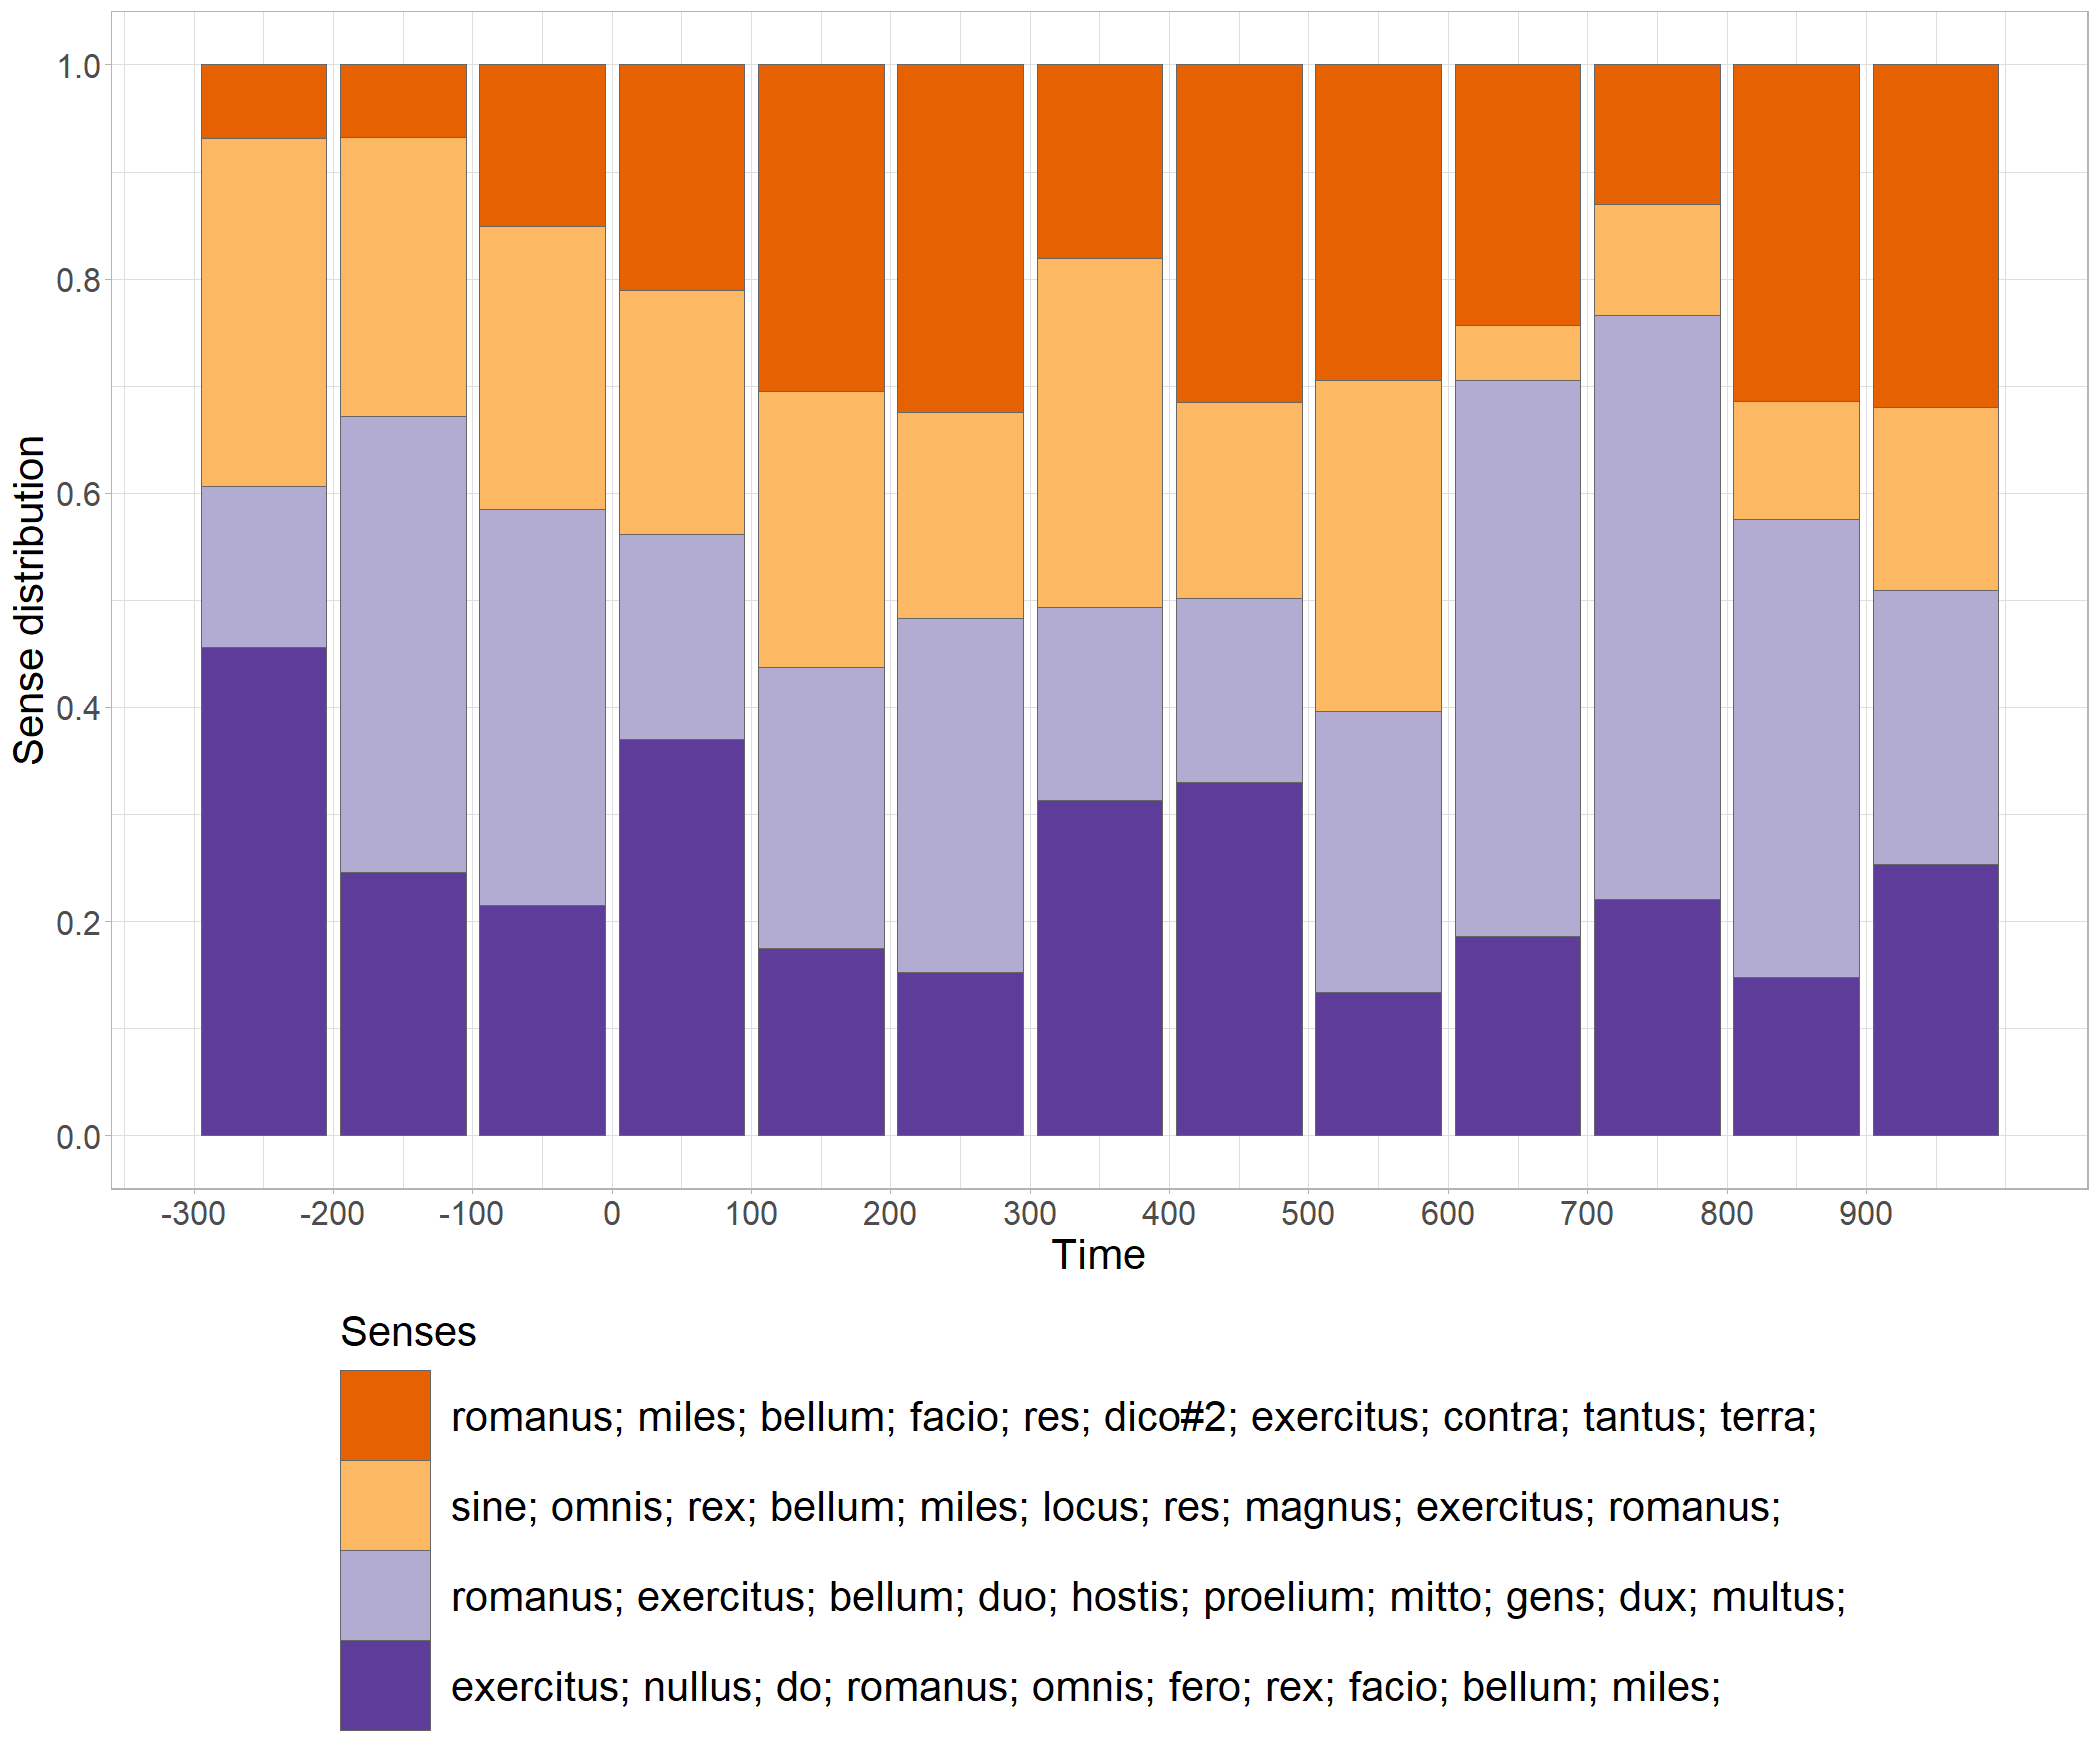 1.0
0.8
0.6
0.4
0.2
0.0
Sense distribution
-300 -200 -100 0 100 200 300 400 500 600 700 800 900
Time
Senses
romanus; miles; bellum; facio; res; dico#2; exercitus; contra; tantus; terra;
sine; omnis; rex; bellum; miles; locus; res; magnus; exercitus; romanus;
romanus; exercitus; bellum; duo; hostis; proelium; mitto; gens; dux; multus;
exercitus; nullus; do; romanus; omnis; fero; rex; facio; bellum; miles;